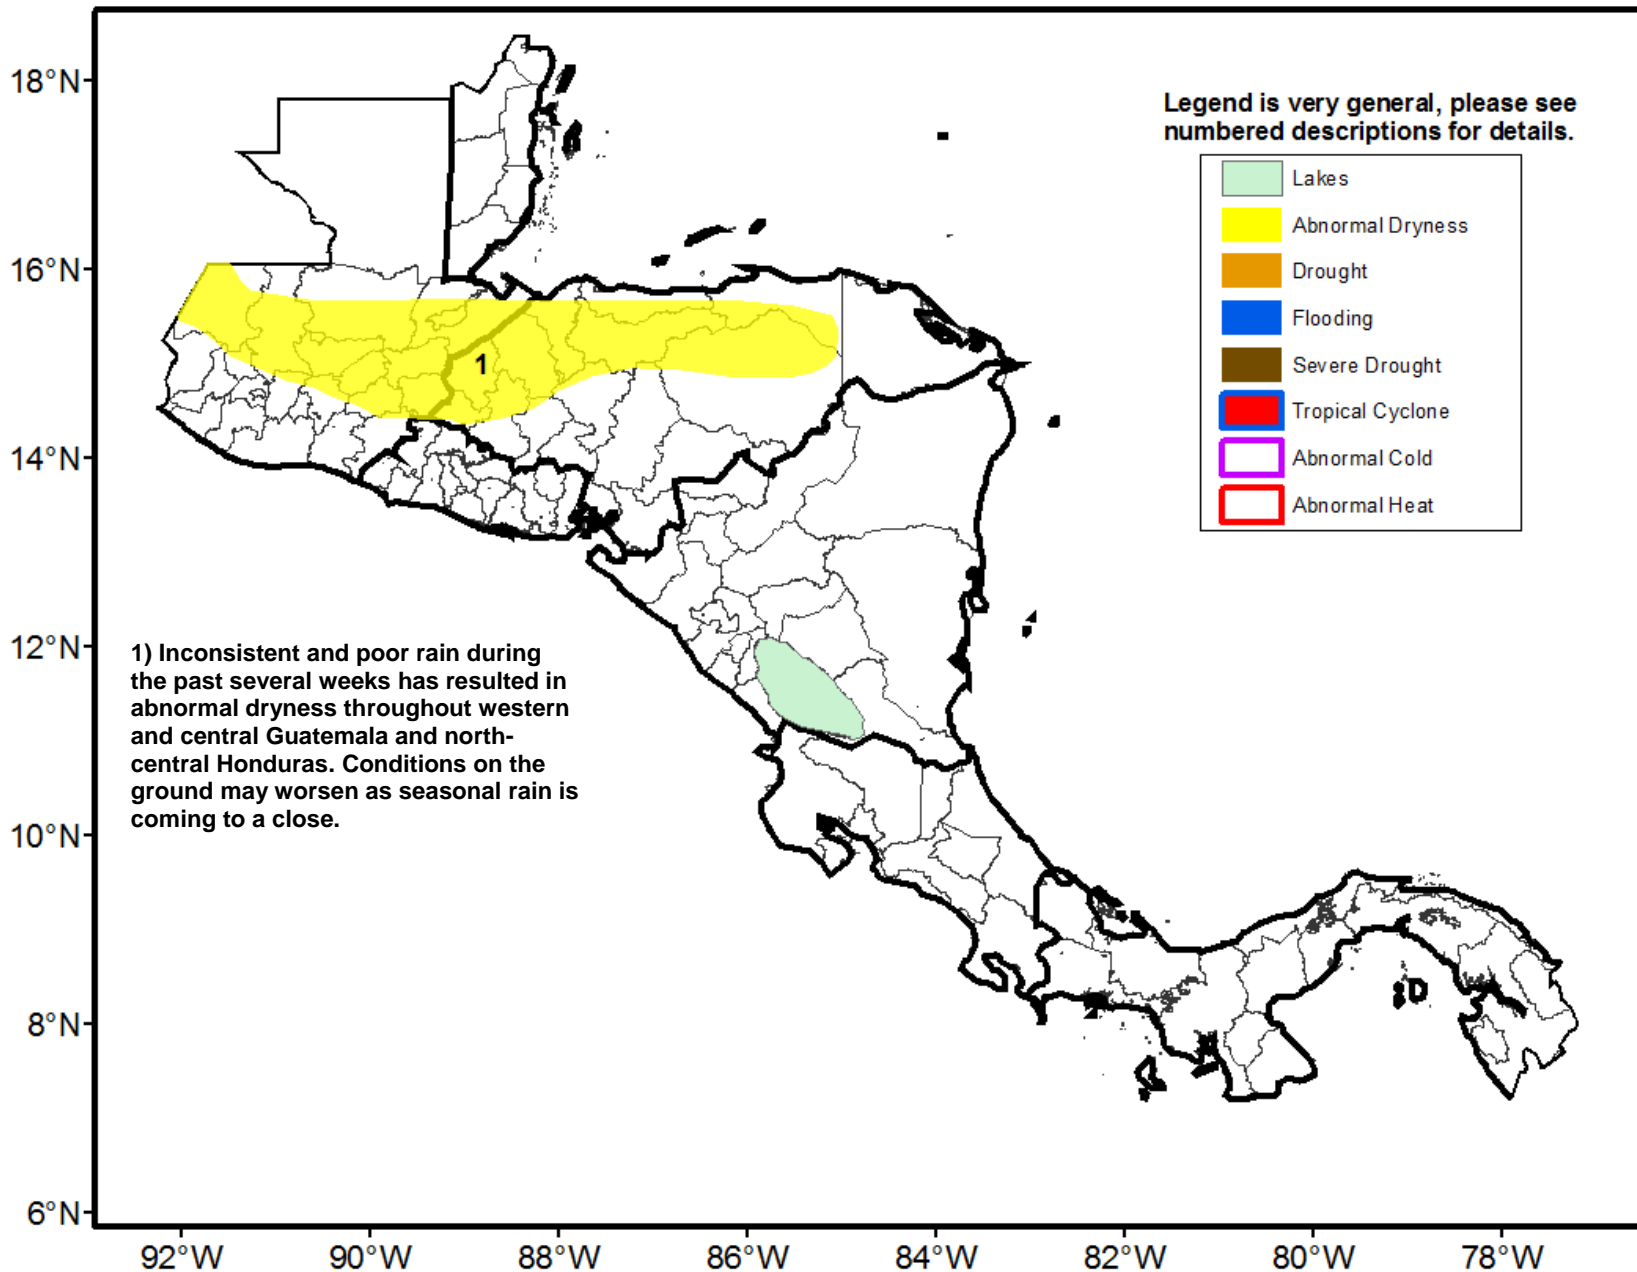 Legend is very general, please see
numbered descriptions for details.
Lakes
Abnormal Dryness
Drought
Flooding
Severe Drought
Tropical Cyclone
Abnormal Cold
Abnormal Heat
1
1) Inconsistent and poor rain during
the past several weeks has resulted in
abnormal dryness throughout western
and central Guatemala and north-
central Honduras. Conditions on the
ground may worsen as seasonal rain is
coming to a close.
18°N
16°N
14°N
12°N
10°N
8°N
6°N
92°W
90°W
88°W
86°W
84°W
82°W
80°W
78°W